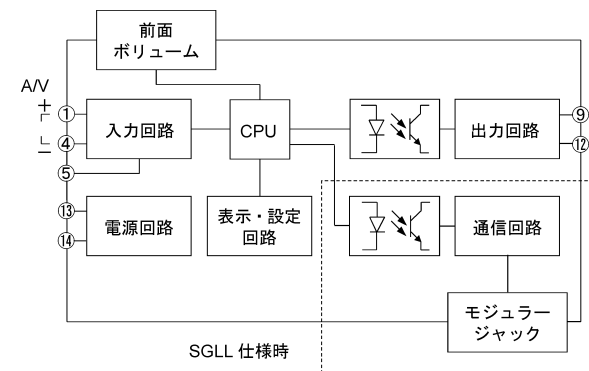 前面
ボリューム
A/V
+
①
入力回路
CPU
出力回路
⑨
④
−
⑫
⑤
⑬
電源回路
表示・設定
回路
通信回路
⑭
モジュラー
ジャック
SGLL 仕様時